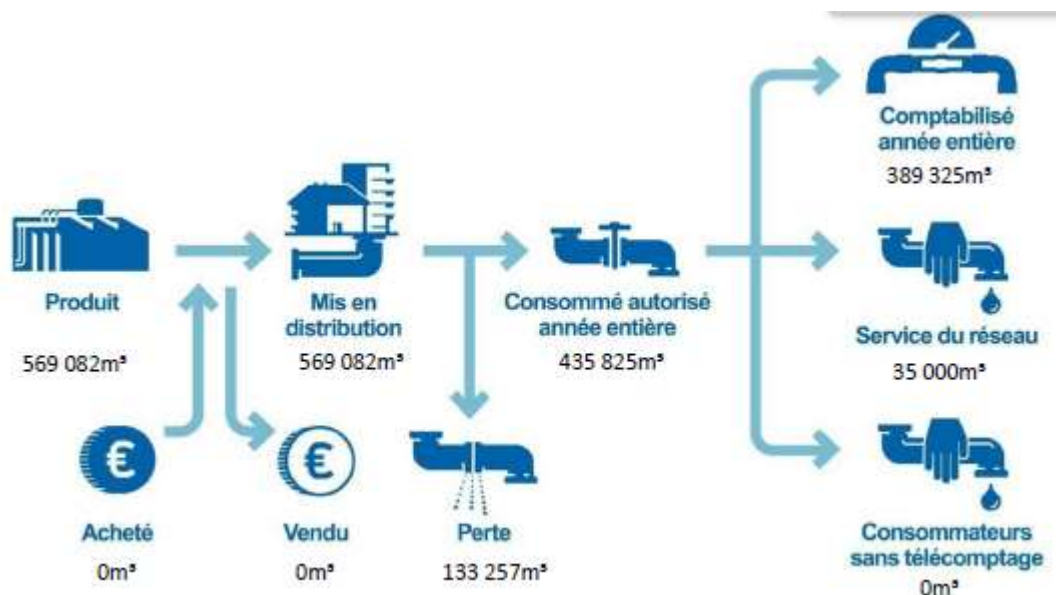 Comptabilisé
année entière
389 325m³
Produit
569 082m³
Mis en
distribution
569 082m³
Consommé autorisé
année entière
435 825m³
Service du réseau
35 000m³
€
Acheté
0m³
€
Vendu
0m³
Perte
133 257m³
Consommateurs
sans télécomptage
0m³